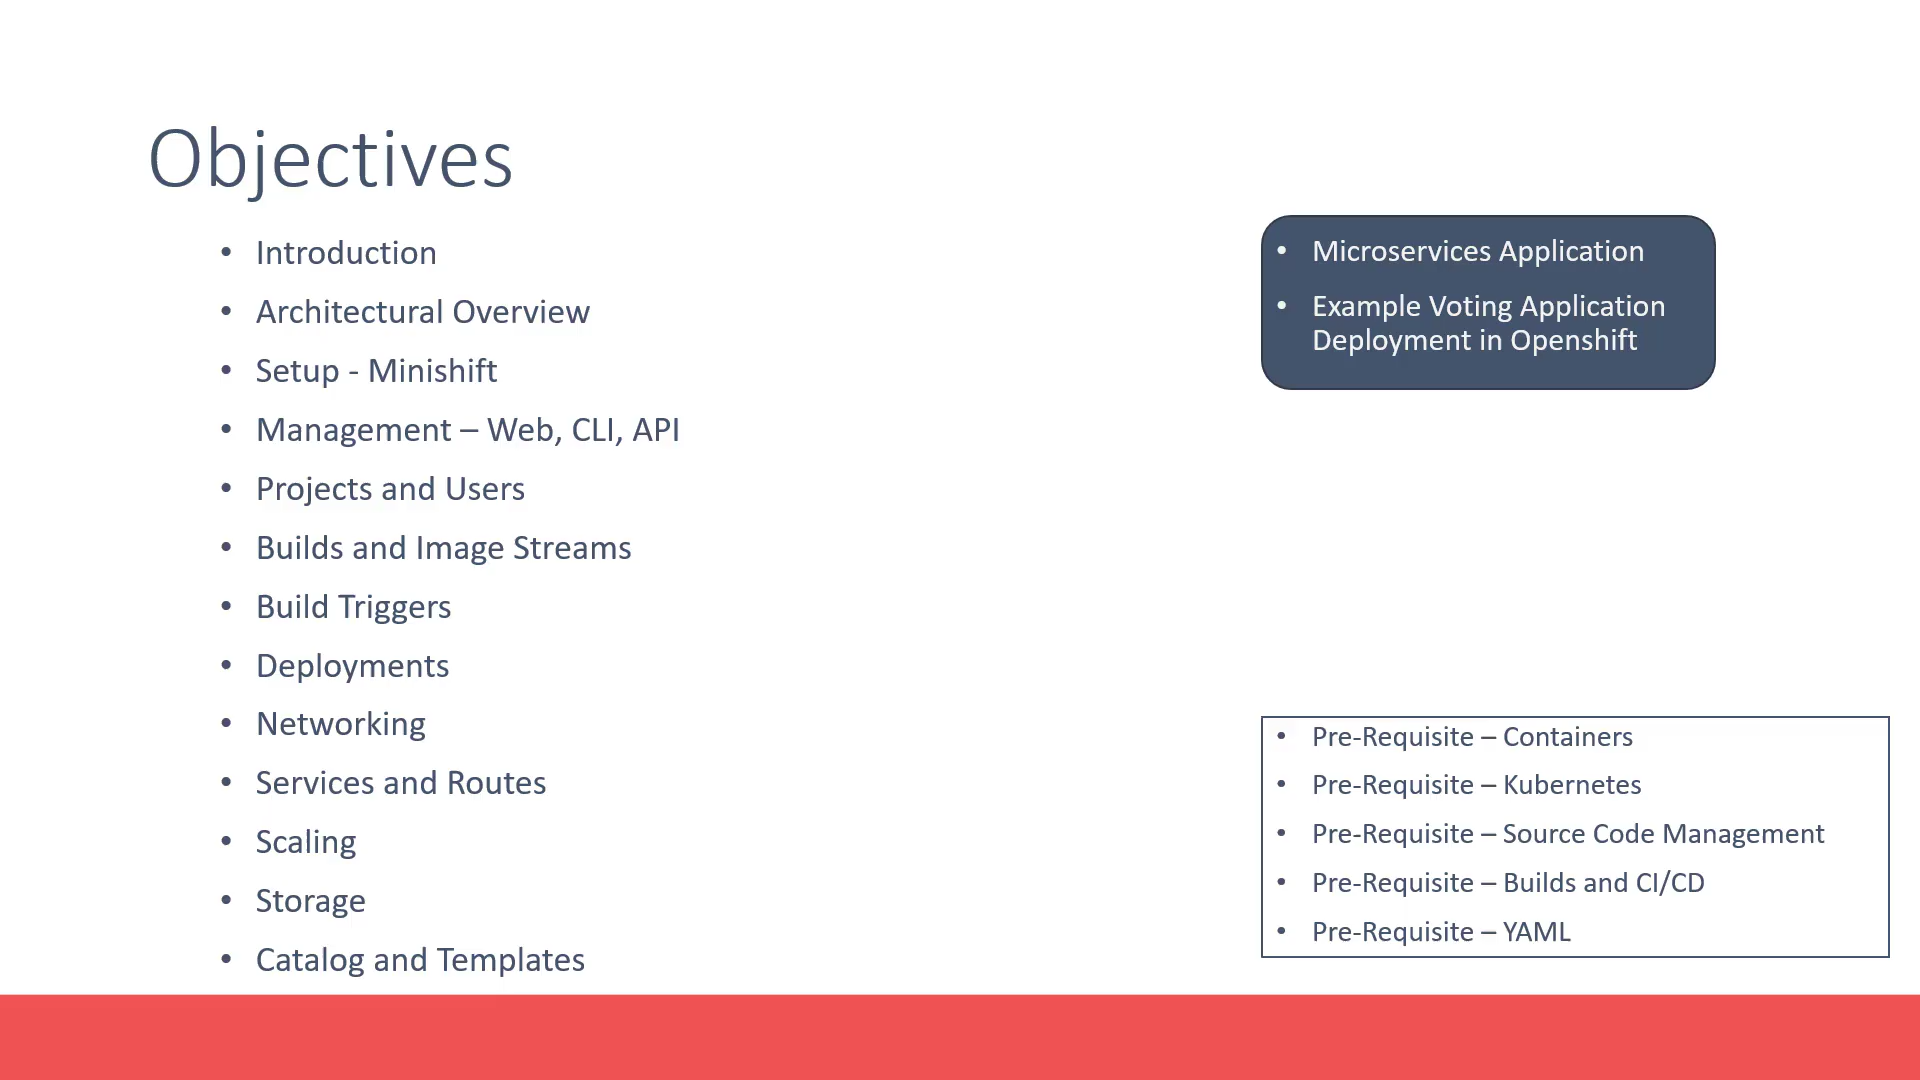 Objectives
• Introduction
• Architectural Overview
• Setup - Minishift
• Management – Web, CLI, API
• Projects and Users
• Builds and Image Streams
• Build Triggers
• Deployments
• Networking
• Services and Routes
• Scaling
• Storage
• Catalog and Templates
• Microservices Application
• Example Voting Application
Deployment in Openshift
• Pre-Requisite – Containers
• Pre-Requisite – Kubernetes
• Pre-Requisite – Source Code Management
• Pre-Requisite – Builds and CI/CD
• Pre-Requisite – YAML